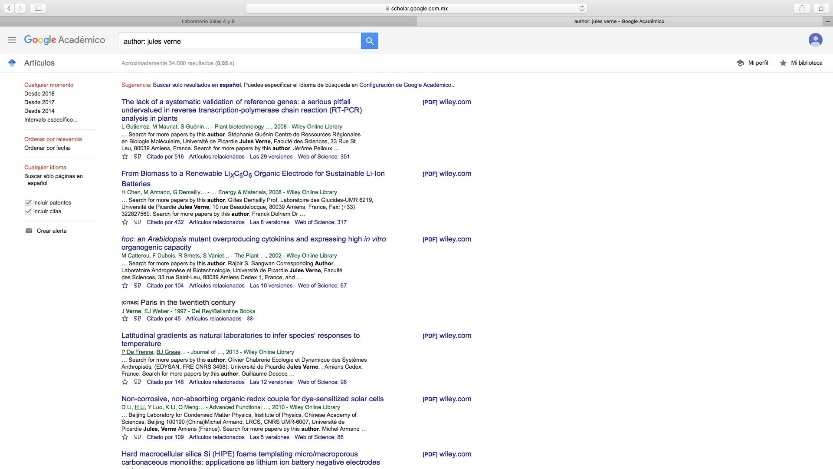 scholar.google.com.mx
Laboratorio Salas A y B
author: jules verne - Google Académico
Google Académico
author: jules verne
Artículos
Aproximadamente 34.000 resultados (0,05 s)
Mi perfil
Mi biblioteca
Cualquier momento
Desde 2018
Desde 2017
Desde 2014
Intervalo específico...
Ordenar por relevancia
Ordenar por fecha
Cualquier idioma
Buscar sólo páginas en
español
Incluir patentes
Incluir citas
Crear alerta
Sugerencia: Buscar solo resultados en español. Puedes especificar el idioma de búsqueda en Configuración de Google Académico..
The lack of a systematic validation of reference genes: a serious pitfall
undervalued in reverse transcription-polymerase chain reaction (RT-PCR)
analysis in plants
[PDF] wiley.com
L Gutierrez, M Mauriat, S Guénin... - Plant biotechnology ..., 2008 - Wiley Online Library
... Search for more papers by this author. Stéphanie Guénin Centre de Ressources Régionales
en Biologie Moléculaire, Université de Picardie Jules Verne, Faculté des Sciences, 33 Rue St
Leu, 80039 Amiens, France. Search for more papers by this author. Jérôme Pelloux ...
Citado por 516 Artículos relacionados Las 29 versiones Web of Science: 351
From Biomass to a Renewable LiXC6O6 Organic Electrode for Sustainable Li-Ion
Batteries
[PDF] wiley.com
H Chen, M Armand, G Demailly... - ... Energy & Materials, 2008 - Wiley Online Library
... Search for more papers by this author. Gilles Demailly Prof. Laboratoire des Glucides-UMR 6219,
Université de Picardie Jules Verne, 10 rue Beaudelocque, 80039 Amiens, France, Fax: (+33)
322827560. Search for more papers by this author. Franck Dolhem Dr ...
Citado por 432 Artículos relacionados Las 8 versiones Web of Science: 317
hoc: an Arabidopsis mutant overproducing cytokinins and expressing high in vitro
organogenic capacity
[PDF] wiley.com
M Catterou, F Dubois, R Smets, S Vaniet... - The Plant ..., 2002 - Wiley Online Library
... Search for more papers by this author. Rajbir S. Sangwan Corresponding Author.
Laboratoire Androgenèse et Biotechnologie, Université de Picardie Jules Verne, Faculté
des Sciences, 33 rue Saint-Leu, 80039 Amiens Cedex 1, France, and ...
Citado por 104 Artículos relacionados Las 10 versiones Web of Science: 67
[CITAS] Paris in the twentieth century
J Verne, EJ Weber - 1997 - Del Rey/Ballantine Books
Citado por 45 Artículos relacionados
Latitudinal gradients as natural laboratories to infer species' responses to
temperature
[PDF] wiley.com
P De Frenne, BJ Graae... - Journal of ..., 2013 - Wiley Online Library
... Search for more papers by this author. Olivier Chabrerie Ecologie et Dynamique des Systèmes
Anthropisés, (EDYSAN, FRE CNRS 3498), Université de Picardie Jules Verne, , Amiens Cedex.
France. Search for more papers by this author. Guillaume Decocq ...
Citado por 146 Artículos relacionados Las 12 versiones Web of Science: 96
Non-corrosive, non-absorbing organic redox couple for dye-sensitized solar cells
[PDF] wiley.com
D Li, H Li, Y Luo, K Li, Q Meng... - Advanced Functional ..., 2010 - Wiley Online Library
... Beijing Laboratory for Condensed Matter Physics, Institute of Physics, Chinese Academy of
Sciences, Beijing 100190 (China)Michel Armand, LRCS, CNRS UMR-6007, Université de
Picardie Jules, Verne Amiens (France). Search for more papers by this author. Michel Armand ...
Citado por 109 Artículos relacionados Las 5 versiones Web of Science: 86
Hard macrocellular silica Si (HIPE) foams templating micro/macroporous
carbonaceous monoliths: applications as lithium ion battery negative electrodes
[PDF] wiley.com